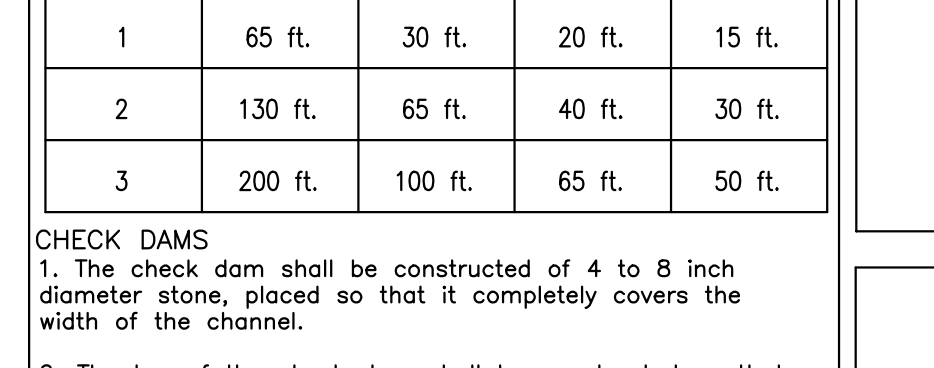 1 65 ft. 30 ft. 20 ft. 15 ft.
2 130 ft. 65 ft. 40 ft. 30 ft.
3 200 ft. 100 ft. 65 ft. 50 ft.
CHECK DAMS
1. The check dam shall be constructed of 4 to 8 inch
diameter stone, placed so that it completely covers the
width of the channel.